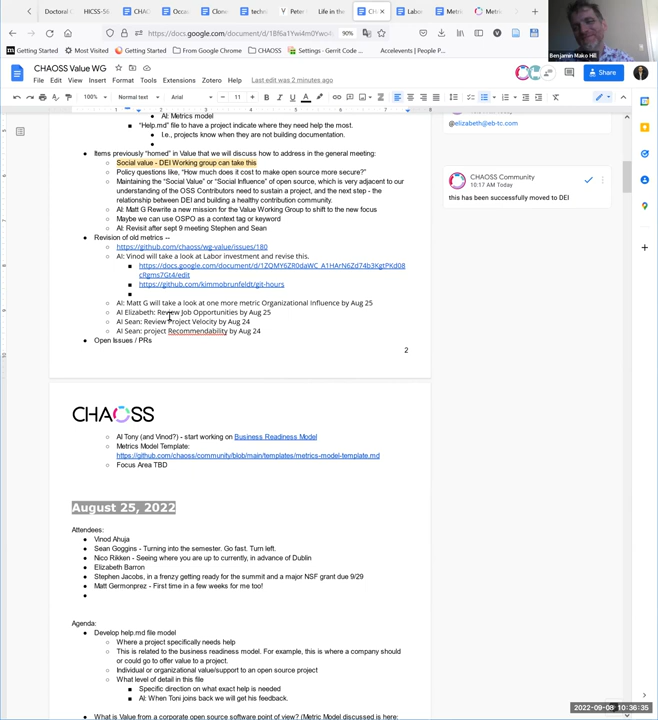 Doctoral
HICSS-56
CHAOS
Occas
Clone
techni
Peter
Life in the
CH
Labo
Metric
Metric
https://docs.google.com/document/d/18f6a1Ywi4m0Ywo
90%
Getting Started
Most Visited
Getting Started
From Google Chrome
CHAOSS
Settings - Gerrit Code ...
Accelevents | People P...
Benjamin Mako Hill
CHAOSS Value WG
File Edit View Insert Format Tools Extensions Zotero Help Last edit was 2 minutes ago
Share
100% Normal text Arial 11
AI: Metrics model
"Help.md" file to have a project indicate where they need help the most.
I.e., projects know when they are not building documentation.
Items previously "homed" in Value that we will discuss how to address in the general meeting:
Social value - DEI Working group can take this
Policy questions like, "How much does it cost to make open source more secure?"
Maintaining the "Social Value" or "Social Influence" of open source, which is very adjacent to our
understanding of the OSS Contributors need to sustain a project, and the next step - the
relationship between DEI and building a healthy contribution community.
AI: Matt G Rewrite a new mission for the Value Working Group to shift to the new focus
Maybe we can use OSPO as a context tag or keyword
AI: Revisit after sept 9 meeting Stephen and Sean
Revision of old metrics --
https://github.com/chaoss/wg-value/issues/180
AI: Vinod will take a look at Labor investment and revise this.
https://docs.google.com/document/d/1ZQMY6ZR0daWC_A1HArN6Zd74b3KgtPKd08
cRgms7Gt4/edit
https://github.com/kimmobrunfeldt/git-hours
AI: Matt G will take a look at one more metric Organizational Influence by Aug 25
AI Elizabeth: Review Job Opportunities by Aug 25
AI Sean: Review Project Velocity by Aug 24
AI Sean: project Recommendability by Aug 24
Open Issues / PRs
2
@elizabeth@eb-tc.com
CHAOSS Community
10:17 AM Today
this has been successfully moved to DEI
CHAOSS
AI Tony (and Vinod?) - start working on Business Readiness Model
Metrics Model Template:
https://github.com/chaoss/community/blob/main/templates/metrics-model-template.md
Focus Area TBD
August 25, 2022
Attendees:
Vinod Ahuja
Sean Goggins - Turning into the semester. Go fast. Turn left.
Nico Rikken - Seeing where you are up to currently, in advance of Dublin
Elizabeth Barron
Stephen Jacobs, in a frenzy getting ready for the summit and a major NSF grant due 9/29
Matt Germonprez - First time in a few weeks for me too!
Agenda:
Develop help.md file model
Where a project specifically needs help
This is related to the business readiness model. For example, this is where a company should
or could go to offer value to a project.
Individual or organizational value/support to an open source project
What level of detail in this file
Specific direction on what exact help is needed
AI: When Toni joins back we will get his feedback.
What is Value from a corporate open source software point of view? (Metric Model discussed is here:
2022-09-08 10:36:35